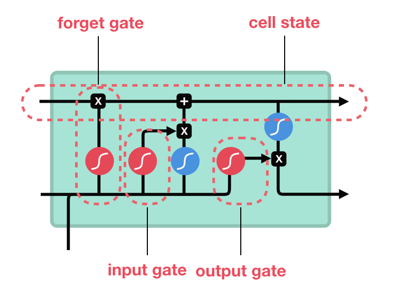 forget gate
cell state
X
+
X
X
input gate
output gate